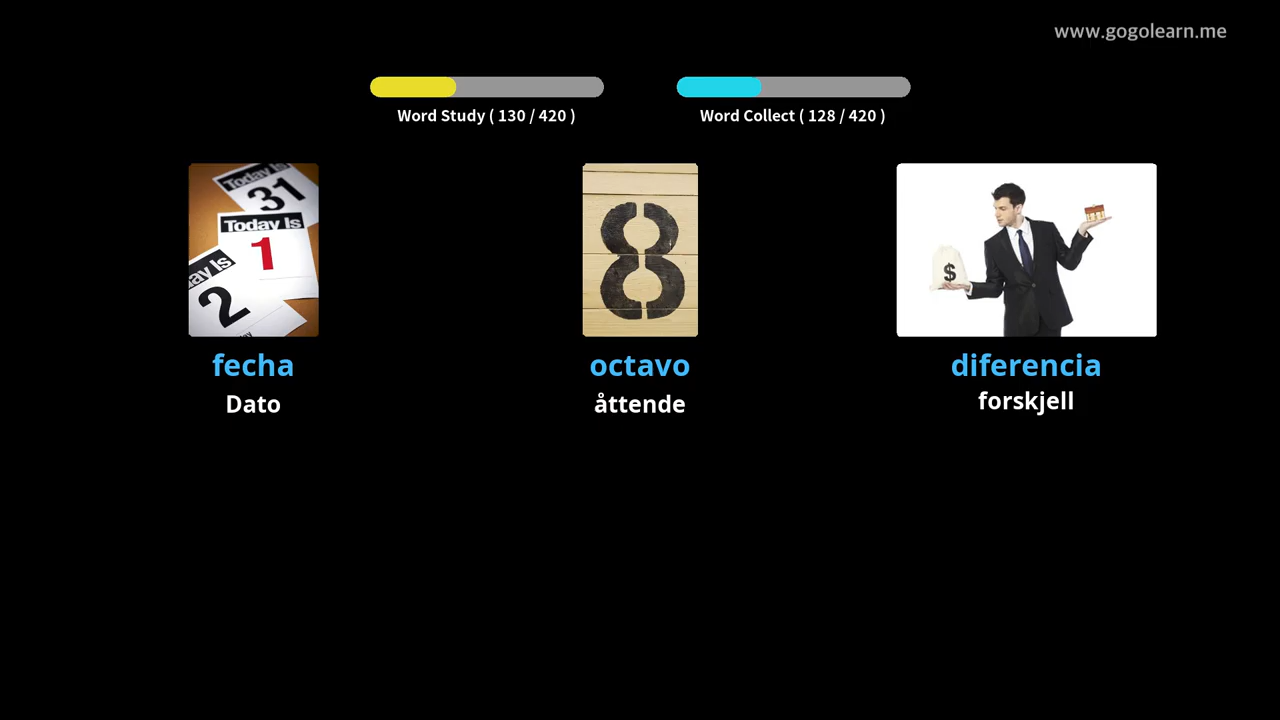 www.gogolearn.me
Word Study ( 130 / 420 )
Word Collect ( 128 / 420 )
Today Is
31
Today Is
1
ay Is
2
8
$
fecha
octavo
diferencia
Dato
åttende
forskjell